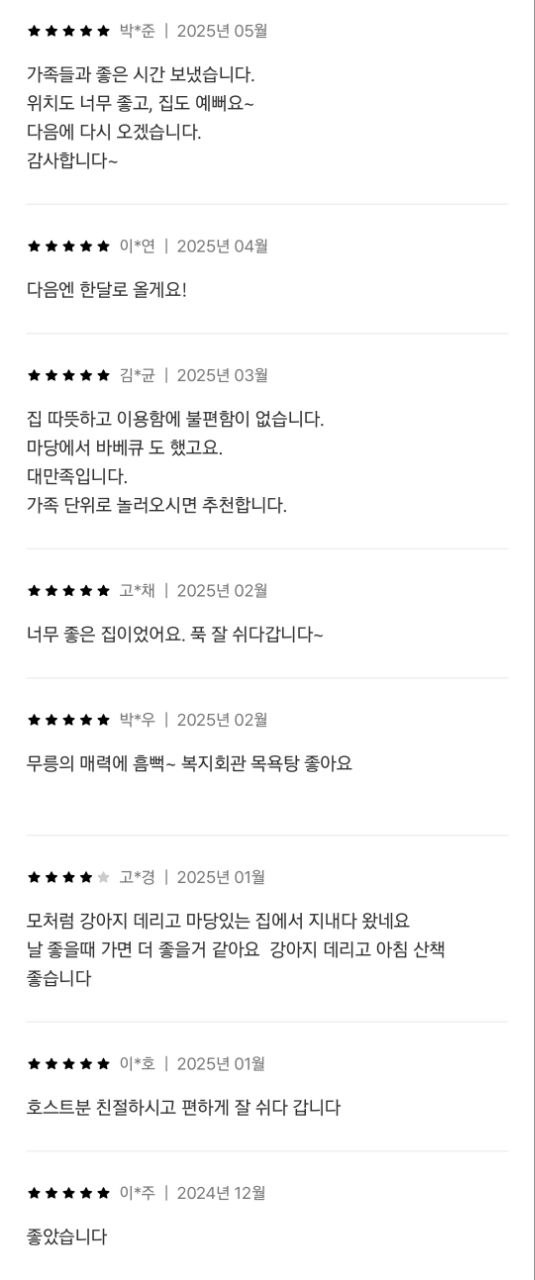 ★★★★★ 박*준 | 2025년 05월
가족들과 좋은 시간 보냈습니다.
위치도 너무 좋고, 집도 예뻐요~
다음에 다시 오겠습니다.
감사합니다~
★★★★★ 이*연 | 2025년 04월
다음엔 한달로 올게요!
★★★★★ 김*균 | 2025년 03월
집 따뜻하고 이용함에 불편함이 없습니다.
마당에서 바베큐 도 했고요.
대만족입니다.
가족 단위로 놀러오시면 추천합니다.
★★★★★ 고*채 | 2025년 02월
너무 좋은 집이었어요. 푹 잘 쉬다갑니다~
★★★★★ 박*우 | 2025년 02월
무릉의 매력에 흠뻑~ 복지회관 목욕탕 좋아요
★★★★★ 고*경 | 2025년 01월
모처럼 강아지 데리고 마당있는 집에서 지내다 왔네요
날 좋을때 가면 더 좋을거 같아요  강아지 데리고 아침 산책
좋습니다
★★★★★ 이*호 | 2025년 01월
호스트분 친절하시고 편하게 잘 쉬다 갑니다
★★★★★ 이*주 | 2024년 12월
좋았습니다